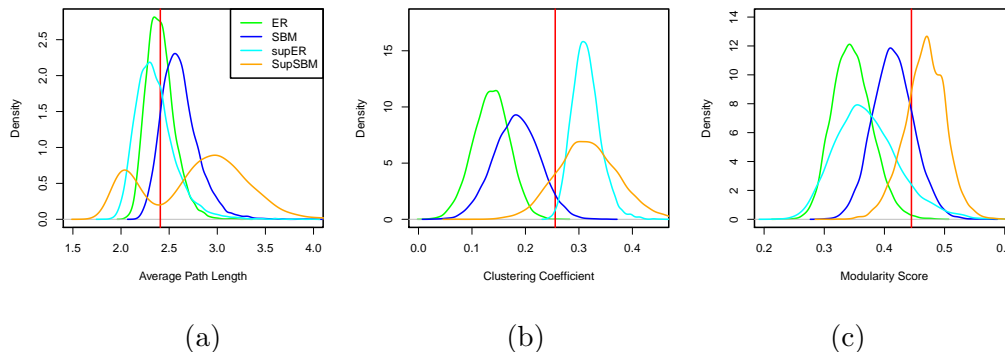 ER
SBM
supER
SupSBM
Density
0.0 0.5 1.0 1.5 2.0 2.5
1.5 2.0 2.5 3.0 3.5 4.0
Average Path Length
(a)
Density
0 5 10 15
0.0 0.1 0.2 0.3 0.4
Clustering Coefficient
(b)
Density
0 2 4 6 8 10 12 14
0.2 0.3 0.4 0.5 0.6
Modularity Score
(c)